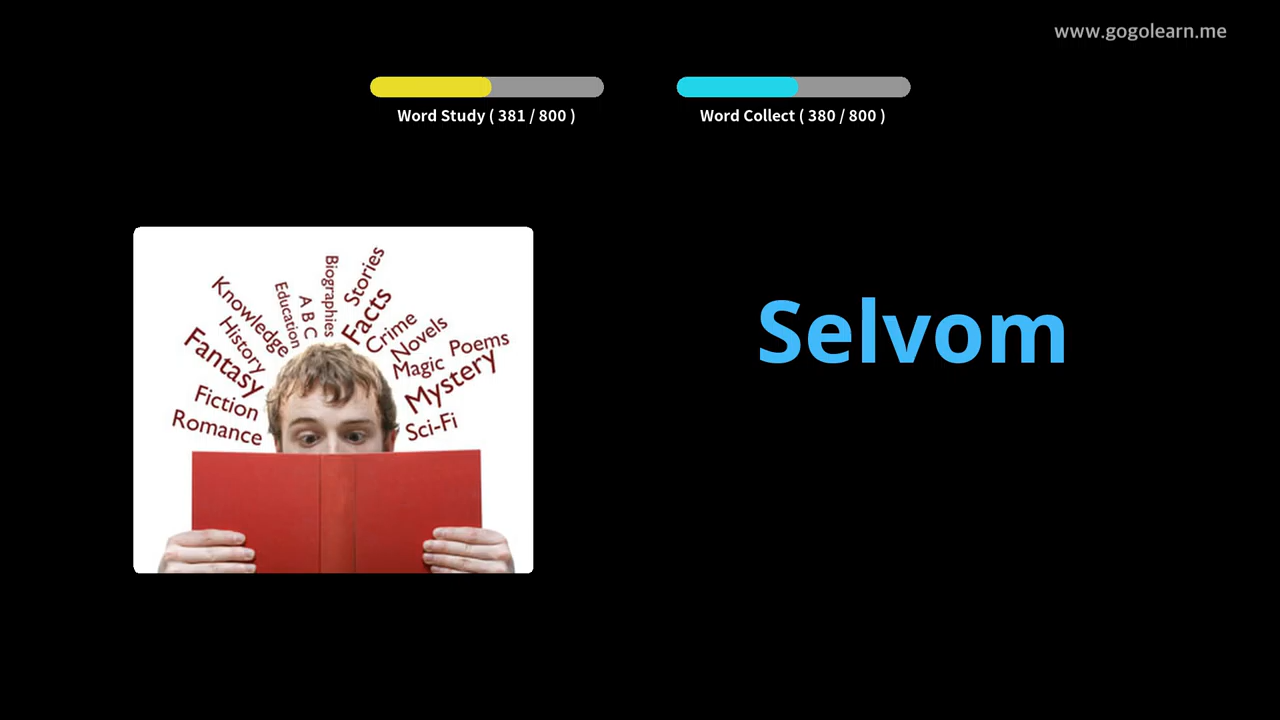 www.gogolearn.me
Word Study ( 381 / 800 )
Word Collect ( 380 / 800 )
Selvom
Biographies
Stories
Education
A B C
Facts
Knowledge
Crime
History
Novels
Fantasy
Magic
Poems
Mystery
Fiction
Romance
Sci-Fi